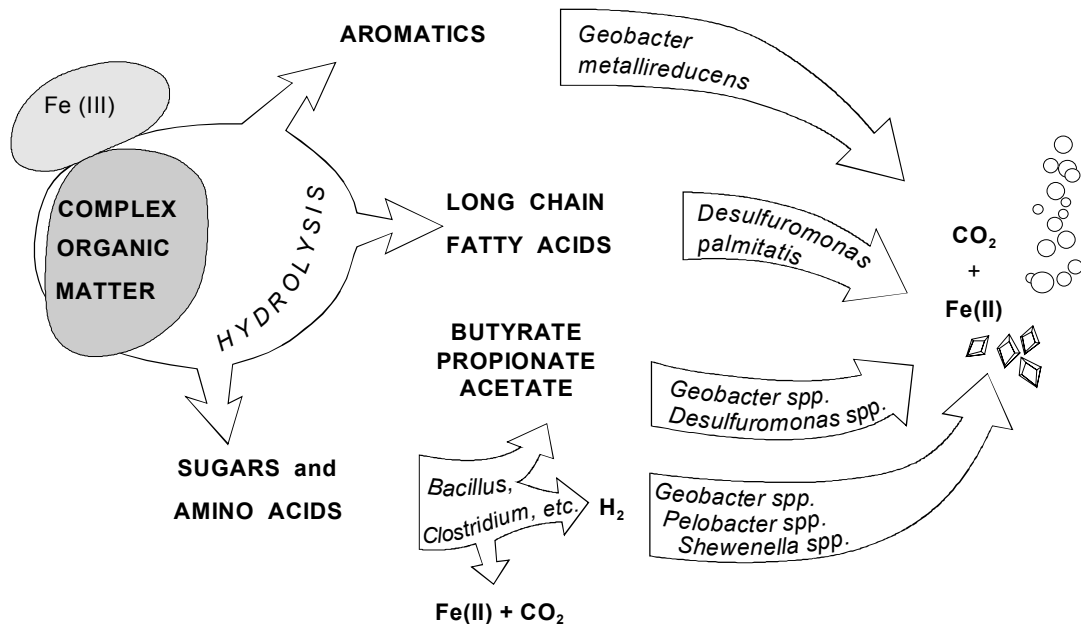 AROMATICS
Geobacter
metallireducens
Fe (III)
COMPLEX
ORGANIC
MATTER
HYDROLYSIS
LONG CHAIN
FATTY ACIDS
Desulfuromonas
palmitatis
CO₂
+
Fe(II)
BUTYRATE
PROPIONATE
ACETATE
Geobacter spp.
Desulfuromonas spp.
SUGARS and
AMINO ACIDS
Bacillus,
Clostridium, etc.
H₂
Geobacter spp.
Pelobacter spp.
Shewenella spp.
Fe(II) + CO₂